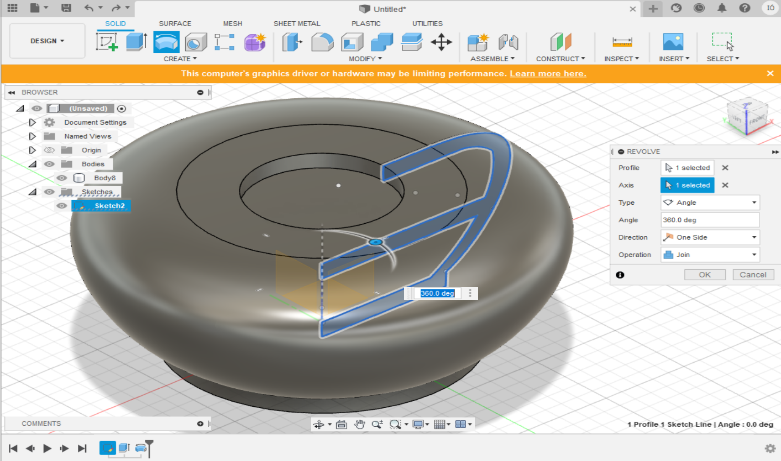 Untitled*
SOLID SURFACE MESH SHEET METAL PLASTIC UTILITIES
DESIGN
CREATE MODIFY ASSEMBLE CONSTRUCT INSPECT INSERT SELECT
This computer's graphics driver or hardware may be limiting performance. Learn more here.
BROWSER
(Unsaved)
Document Settings
Named Views
Origin
Bodies
Body8
Sketches
Sketch2
REVOLVE
Profile 1 selected
Axis 1 selected
Type Angle
Angle 360.0 deg
Direction One Side
Operation Join
OK Cancel
360.0 deg
COMMENTS
1 Profile 1 Sketch Line | Angle : 0.0 deg